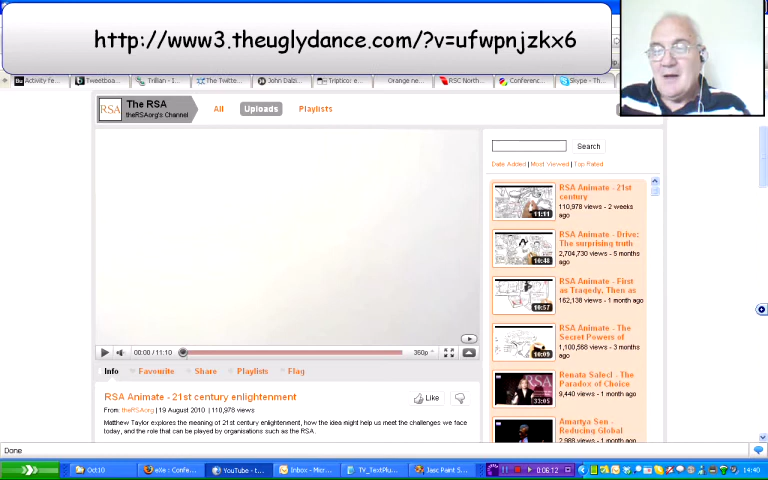 http://www3.theuglydance.com/?v=ufwpnjzkx6
Activity fe
Tweetboa
Trillian - I...
The Twitte
John Dalzi...
Triptico: ef...
Orange ne
RSC North...
Conferenc...
Skype - Th...
RSA
The RSA
theRSAorg's Channel
All
Uploads
Playlists
Search
Date Added | Most Viewed | Top Rated
RSA Animate - 21st
century
110,978 views - 2 weeks
ago
11:11
RSA Animate - Drive:
The surprising truth
2,704,730 views - 5 months
ago
10:48
RSA Animate - First
as Tragedy, Then as
162,138 views - 1 month ago
10:57
RSA Animate - The
Secret Powers of
1,100,568 views - 3 months
ago
10:09
Renata Salecl - The
Paradox of Choice
9,440 views - 1 month ago
33:05
Amartya Sen -
Reducing Global
2,988 views - 1 month ago
00:00 / 11:10
360p
Info
Favourite
Share
Playlists
Flag
RSA Animate - 21st century enlightenment
Like
From: theRSAorg | 19 August 2010 | 110,978 views
Matthew Taylor explores the meaning of 21st century enlightenment, how the idea might help us meet the challenges we face
today, and the role that can be played by organisations such as the RSA.
Done
Oct10
eXe : Confe...
YouTube - t...
Inbox - Micr...
TV_TextPlu...
Jasc Paint S...
0:06:12
14:40